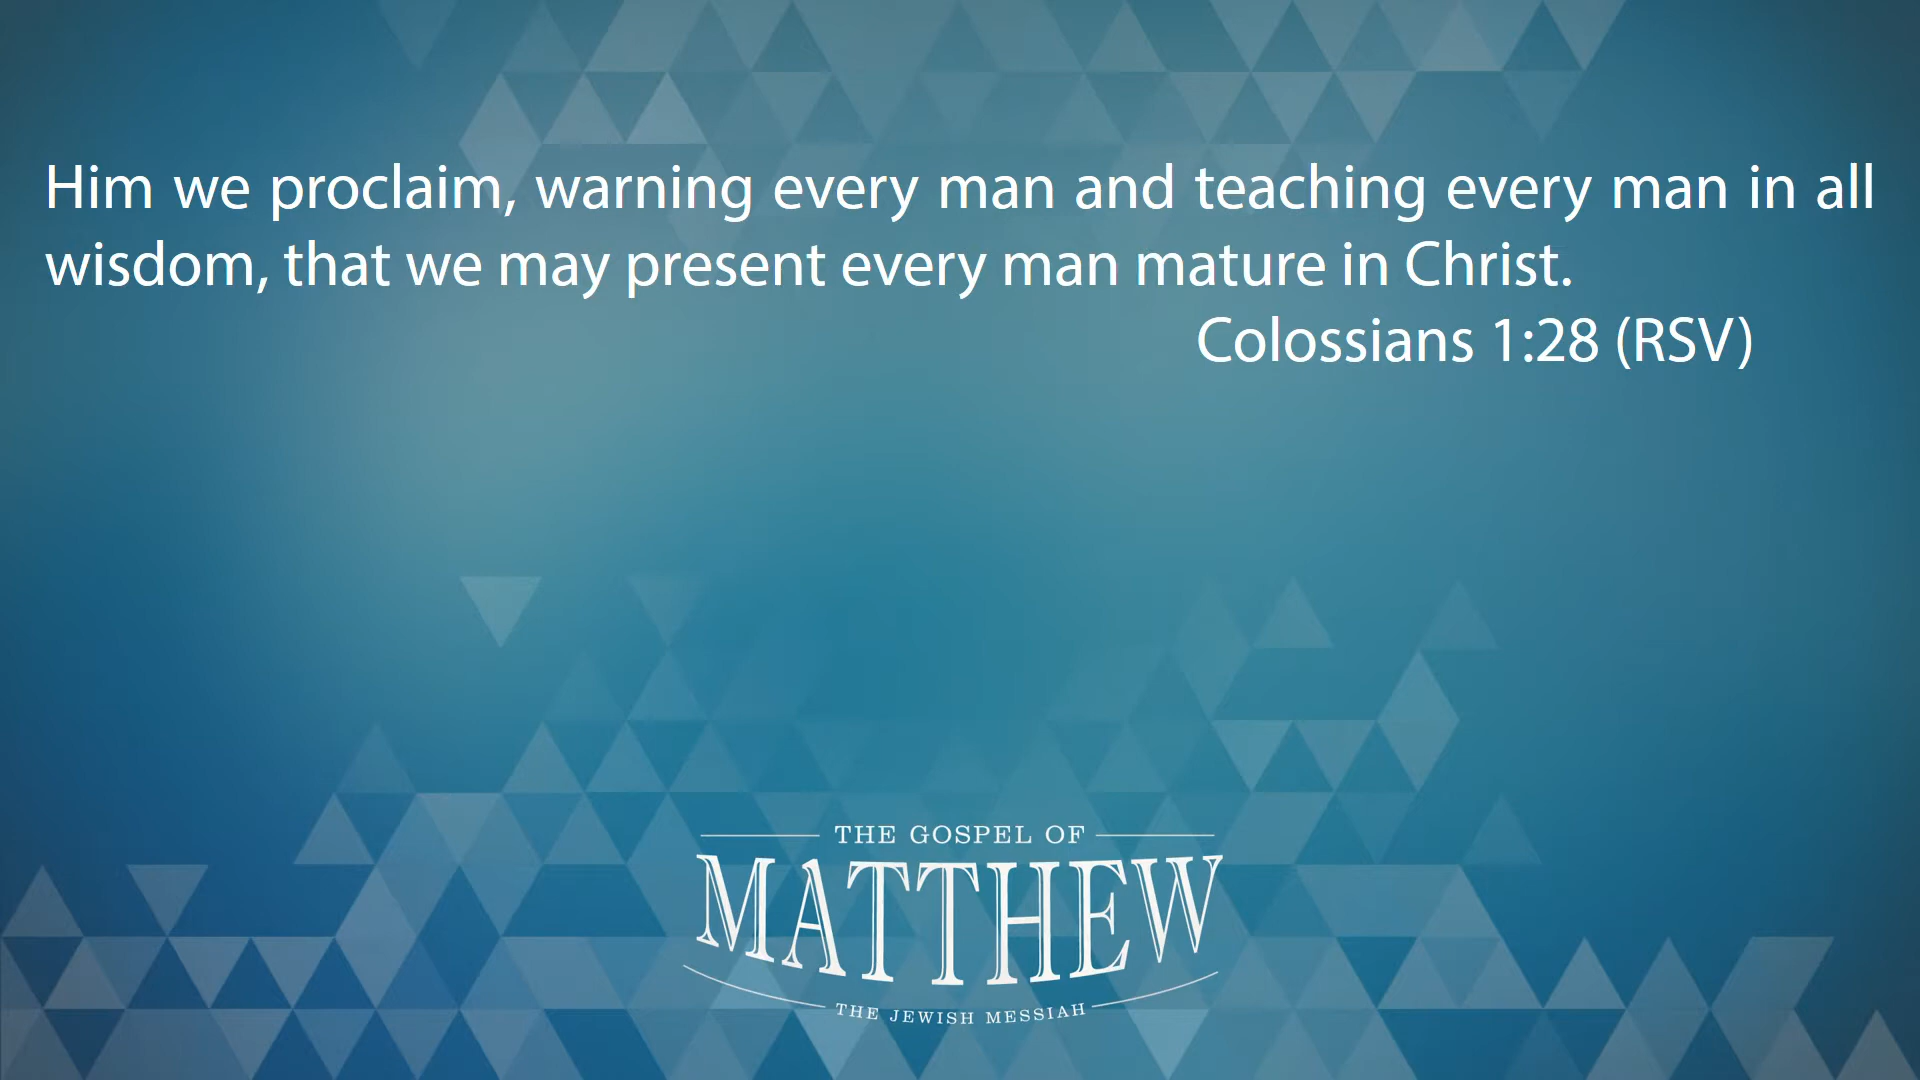 Him we proclaim, warning every man and teaching every man in all
wisdom, that we may present every man mature in Christ.
Colossians 1:28 (RSV)
THE GOSPEL OF
MATTHEW
THE JEWISH MESSIAH